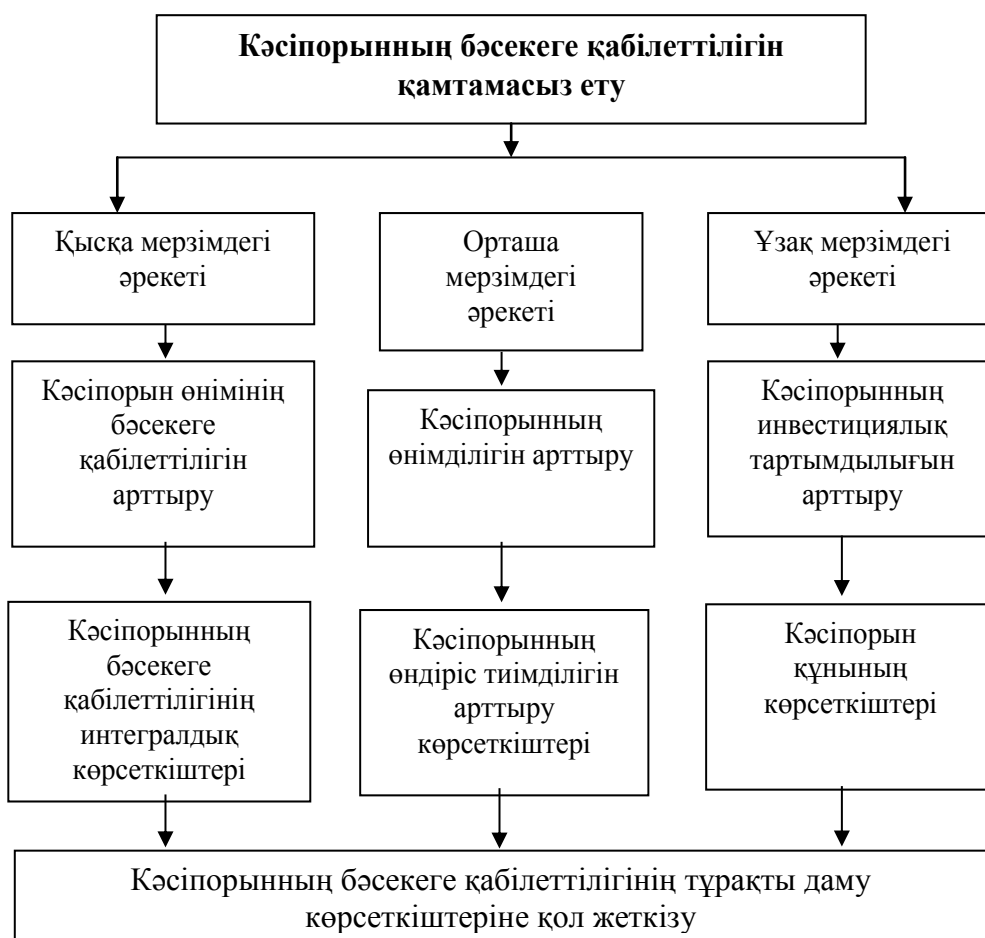 Кәсіпорынның бәсекеге қабілеттілігін
қамтамасыз ету
Қысқа мерзімдегі
әрекеті
Орташа
мерзімдегі
әрекеті
Ұзақ мерзімдегі
әрекеті
Кәсіпорын өнімінің
бәсекеге
қабілеттілігін
арттыру
Кәсіпорынның
өнімділігін арттыру
Кәсіпорынның
инвестициялық
тартымдылығын
арттыру
Кәсіпорынның
бәсекеге
қабілеттілігінің
интегралдық
көрсеткіштері
Кәсіпорынның
өндіріс тиімділігін
арттыру
көрсеткіштері
Кәсіпорын
құнының
көрсеткіштері
Кәсіпорынның бәсекеге қабілеттілігінің тұрақты даму
көрсеткіштеріне қол жеткізу